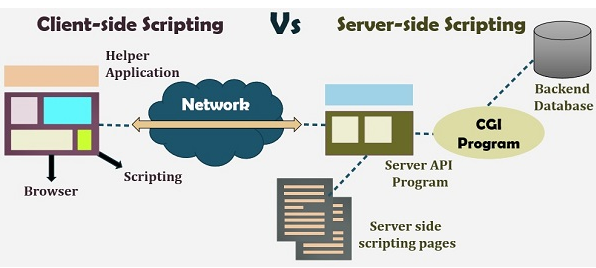 Client-side Scripting Vs Server-side Scripting
Helper
Application
Network
Backend
Database
CGI
Program
Server API
Program
Scripting
Browser
Server side
scripting pages